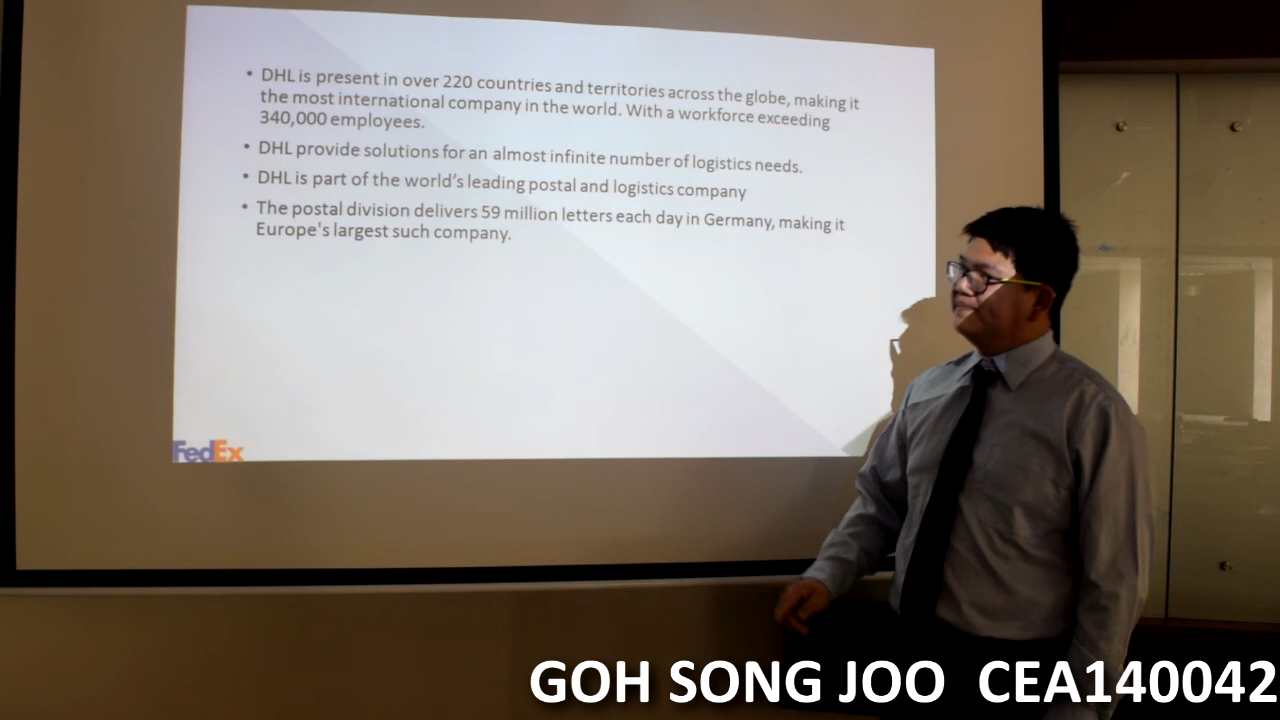 • DHL is present in over 220 countries and territories across the globe, making it
the most international company in the world. With a workforce exceeding
340,000 employees.
• DHL provide solutions for an almost infinite number of logistics needs.
• DHL is part of the world's leading postal and logistics company
• The postal division delivers 59 million letters each day in Germany, making it
Europe's largest such company.
FedEx
GOH SONG JOO CEA140042